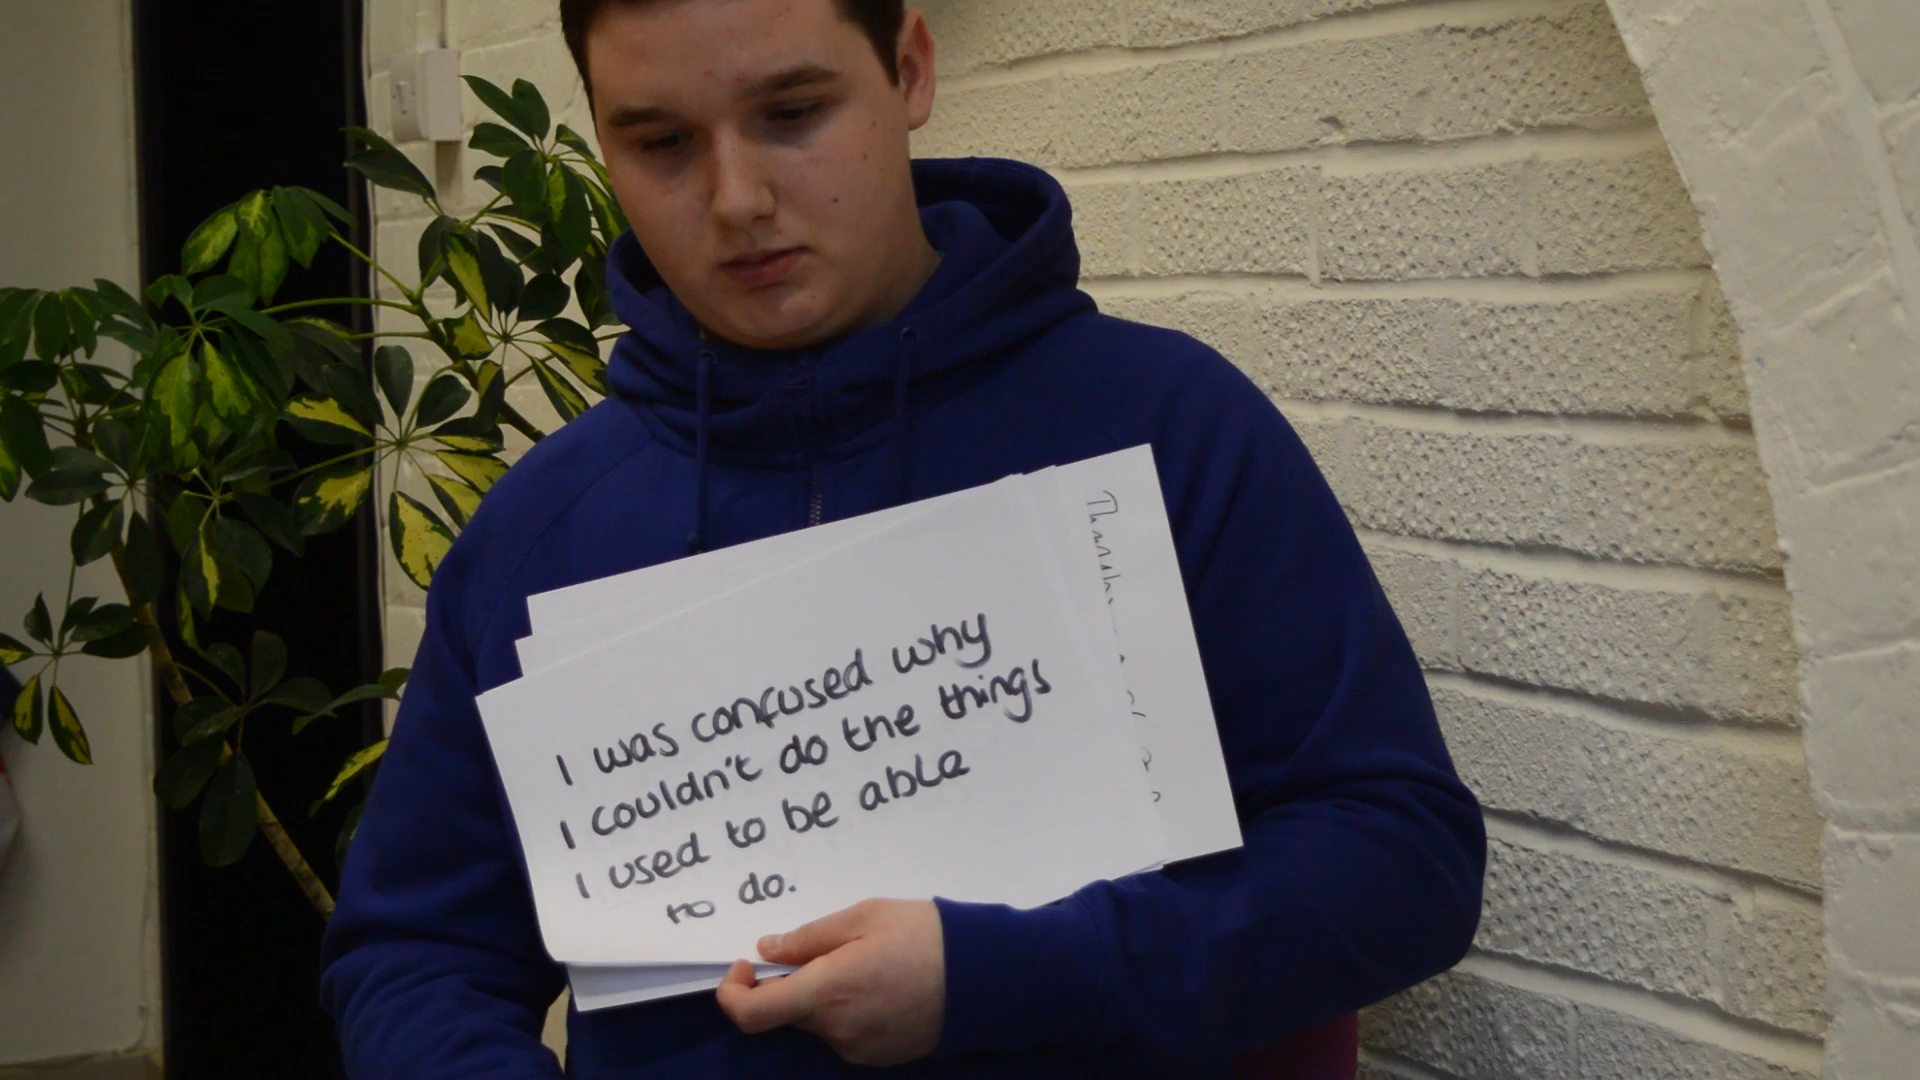 I was confused why
I couldn't do the things
I used to be able
to do.